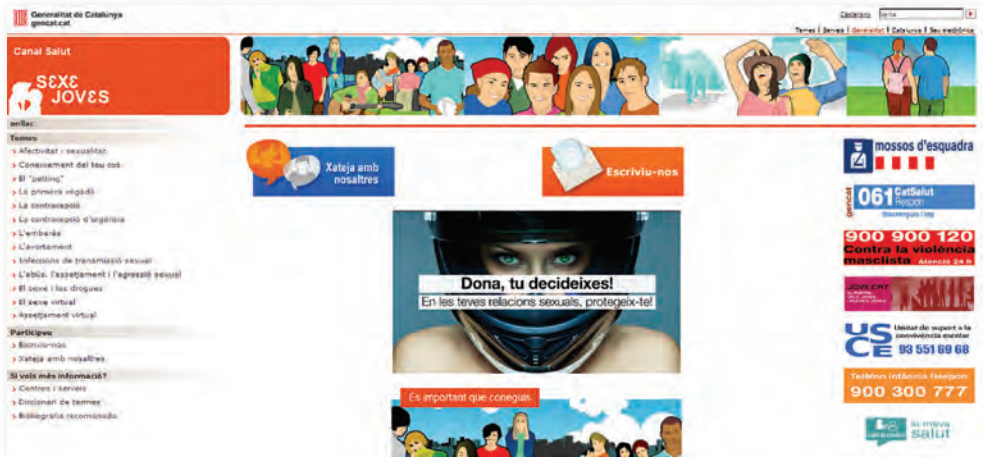 Generalitat de Catalunya
gencat.cat
Castellano
Temes | Serveis | Generalitat | Catalunya | Seu electrònica
Canal Salut
SEXE
JOVES
enllac
Temes
Afectivitat i sexualitat
Coneixement del teu cos
El "petting"
La primera vegada
La contracepció
La contracepció d'urgència
L'embaràs
L'avortament
Infeccions de transmissió sexual
L'abús, l'assetjament i l'agressió sexual
El sexe i les drogues
El sexe virtual
Assetjament virtual
Participeu
Escriviu-nos
Xateja amb nosaltres
Si vols més informació?
Centres i serveis
Diccionari de termes
Bibliografia recomanada
Xateja amb
nosaltres
Escriviu-nos
Dona, tu decideixes!
En les teves relacions sexuals, protegeix-te!
Es important que coneguis
mossos d'esquadra
gencat
061 CatSalut
Respon
900 900 120
Contra la violència
masclista Atenció 24 h
JOVE.CAT
USCE
Unitat de suport a la
convivència escolar
93 551 69 68
Telèfon Infància Respon
900 300 777
la meva
salut